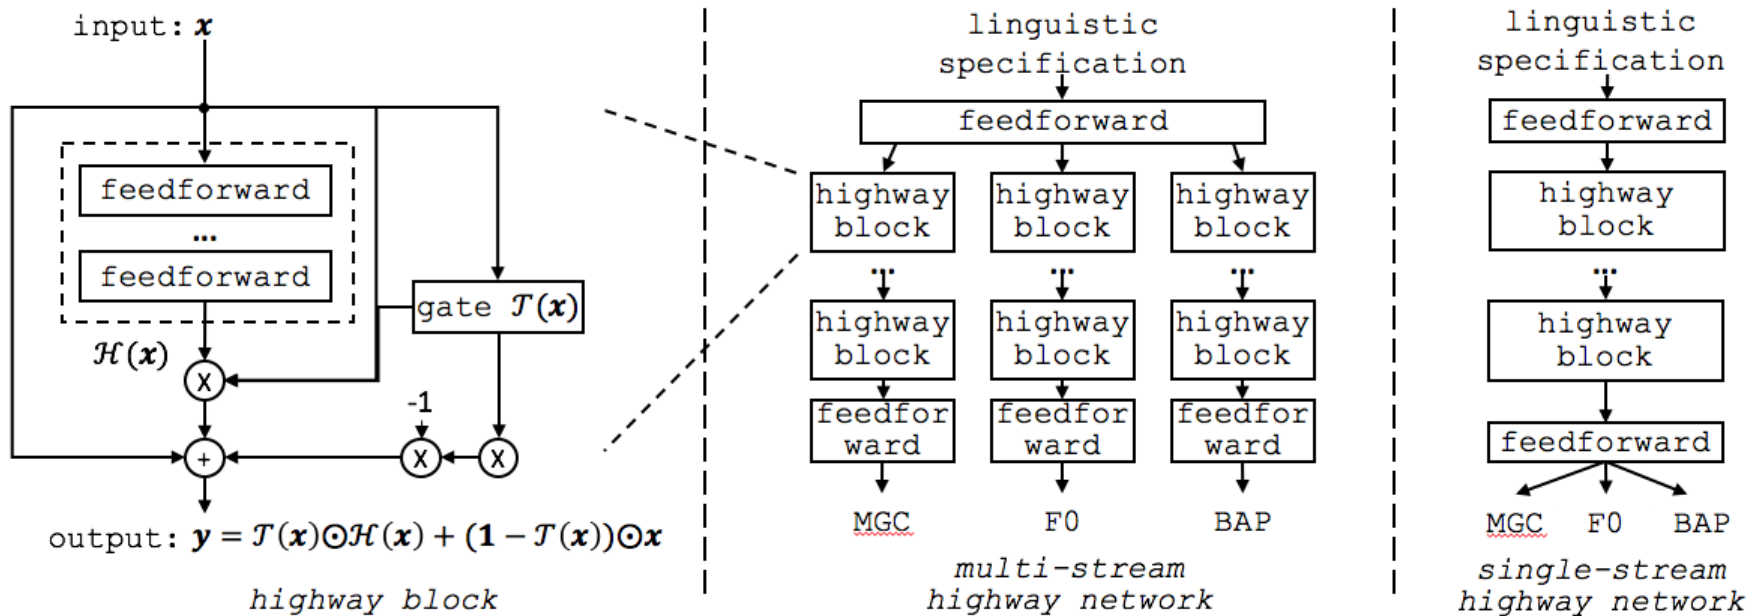 input: x
feedforward
...
feedforward
H(x)
gate T(x)
X
-1
+
X
X
output: y = T(x)⊙H(x) + (1 − T(x))⊙x
highway block
linguistic
specification
feedforward
highway
block
highway
block
highway
block
...
...
...
highway
block
highway
block
highway
block
feedfor
ward
feedfor
ward
feedfor
ward
MGC
F0
BAP
multi-stream
highway network
linguistic
specification
feedforward
highway
block
...
highway
block
feedforward
MGC
F0
BAP
single-stream
highway network